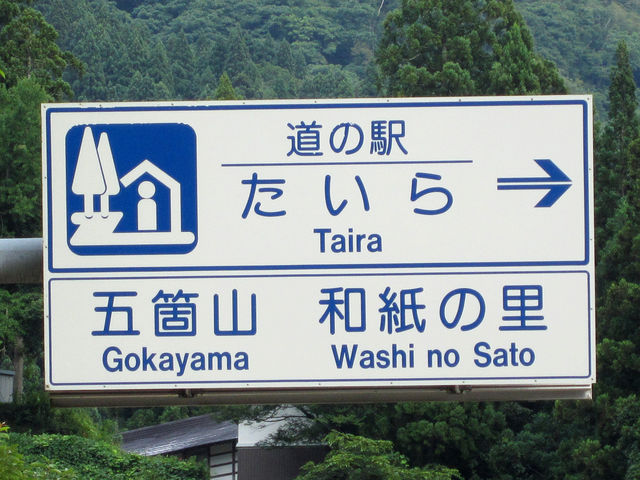 道の駅
たいら
Taira
五箇山 和紙の里
Gokayama Washi no Sato